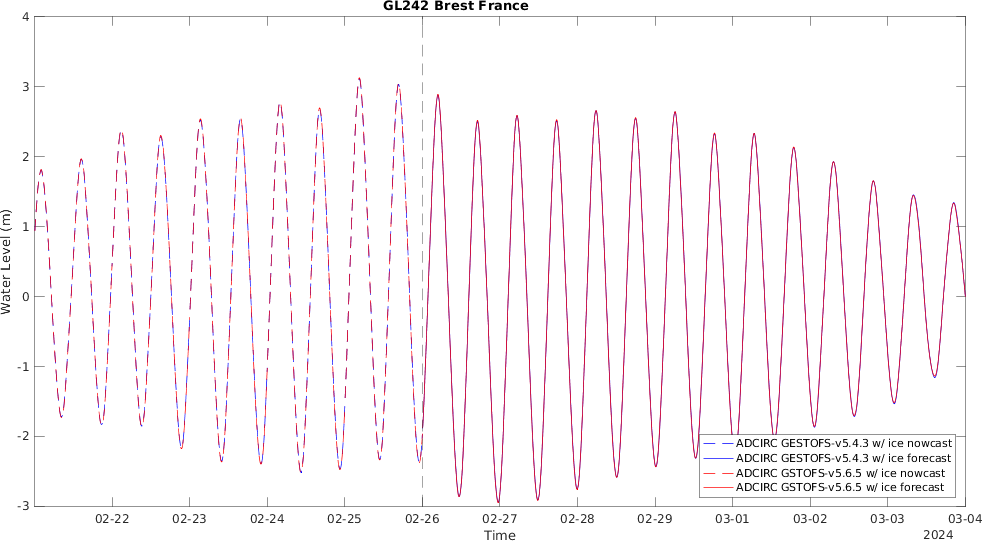 GL242 Brest France
4
3
2
1
0
-1
-2
-3
Water Level (m)
ADCIRC GESTOFS-v5.4.3 w/ ice nowcast
ADCIRC GESTOFS-v5.4.3 w/ ice forecast
ADCIRC GSTOFS-v5.6.5 w/ ice nowcast
ADCIRC GSTOFS-v5.6.5 w/ ice forecast
02-22 02-23 02-24 02-25 02-26 02-27 02-28 02-29 03-01 03-02 03-03 03-04
Time
2024